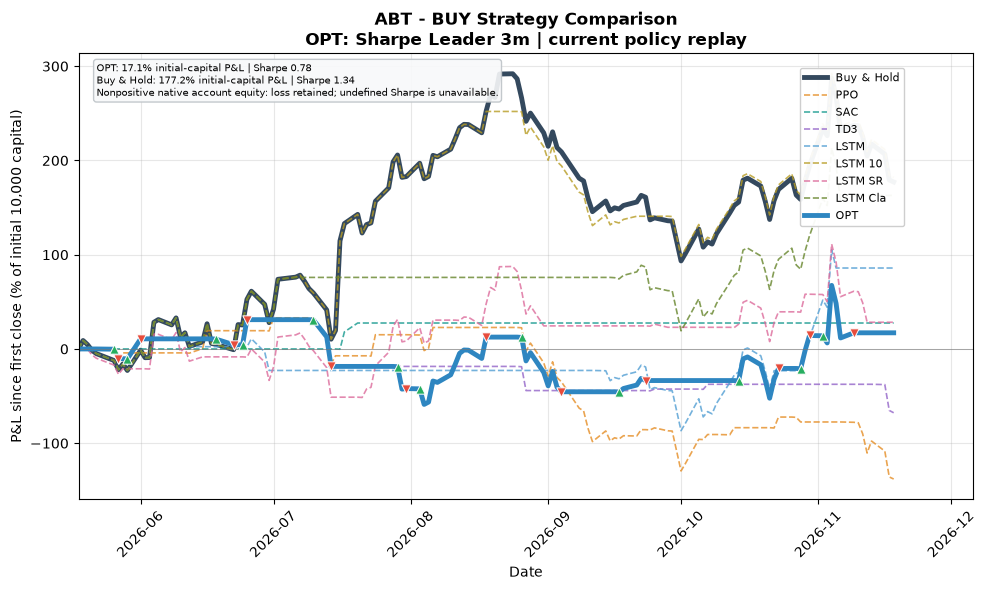 ABT - BUY Strategy Comparison
OPT: Sharpe Leader 3m | current policy replay
OPT: 17.1% initial-capital P&L | Sharpe 0.78
Buy & Hold: 177.2% initial-capital P&L | Sharpe 1.34
Nonpositive native account equity: loss retained; undefined Sharpe is unavailable.
Buy & Hold
PPO
SAC
TD3
LSTM
LSTM 10
LSTM SR
LSTM Cla
OPT
P&L since first close (% of initial 10,000 capital)
300
200
100
0
−100
2026-06
2026-07
2026-08
2026-09
2026-10
2026-11
2026-12
Date